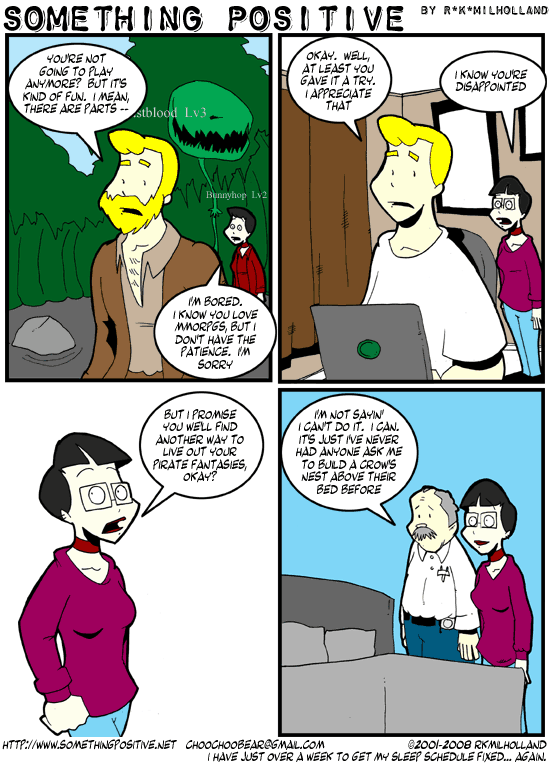 SOMETHING POSITIVE BY R*K*MILHOLLAND
YOU'RE NOT
GOING TO PLAY
ANYMORE? BUT IT'S
KIND OF FUN. I MEAN,
THERE ARE PARTS --
stblood Lv3
Bunnyhop Lv2
I'M BORED.
I KNOW YOU LOVE
MMORPGS, BUT I
DON'T HAVE THE
PATIENCE. I'M
SORRY
OKAY. WELL,
AT LEAST YOU
GAVE IT A TRY.
I APPRECIATE
THAT
I KNOW YOU'RE
DISAPPOINTED
BUT I PROMISE
YOU WE'LL FIND
ANOTHER WAY TO
LIVE OUT YOUR
PIRATE FANTASIES,
OKAY?
I'M NOT SAYIN'
I CAN'T DO IT. I CAN.
IT'S JUST I'VE NEVER
HAD ANYONE ASK ME
TO BUILD A CROW'S
NEST ABOVE THEIR
BED BEFORE
HTTP://WWW.SOMETHINGPOSITIVE.NET CHOOCHOOBEAR@GMAIL.COM ©2001-2008 RKMILHOLLAND
I HAVE JUST OVER A WEEK TO GET MY SLEEP SCHEDULE FIXED... AGAIN.